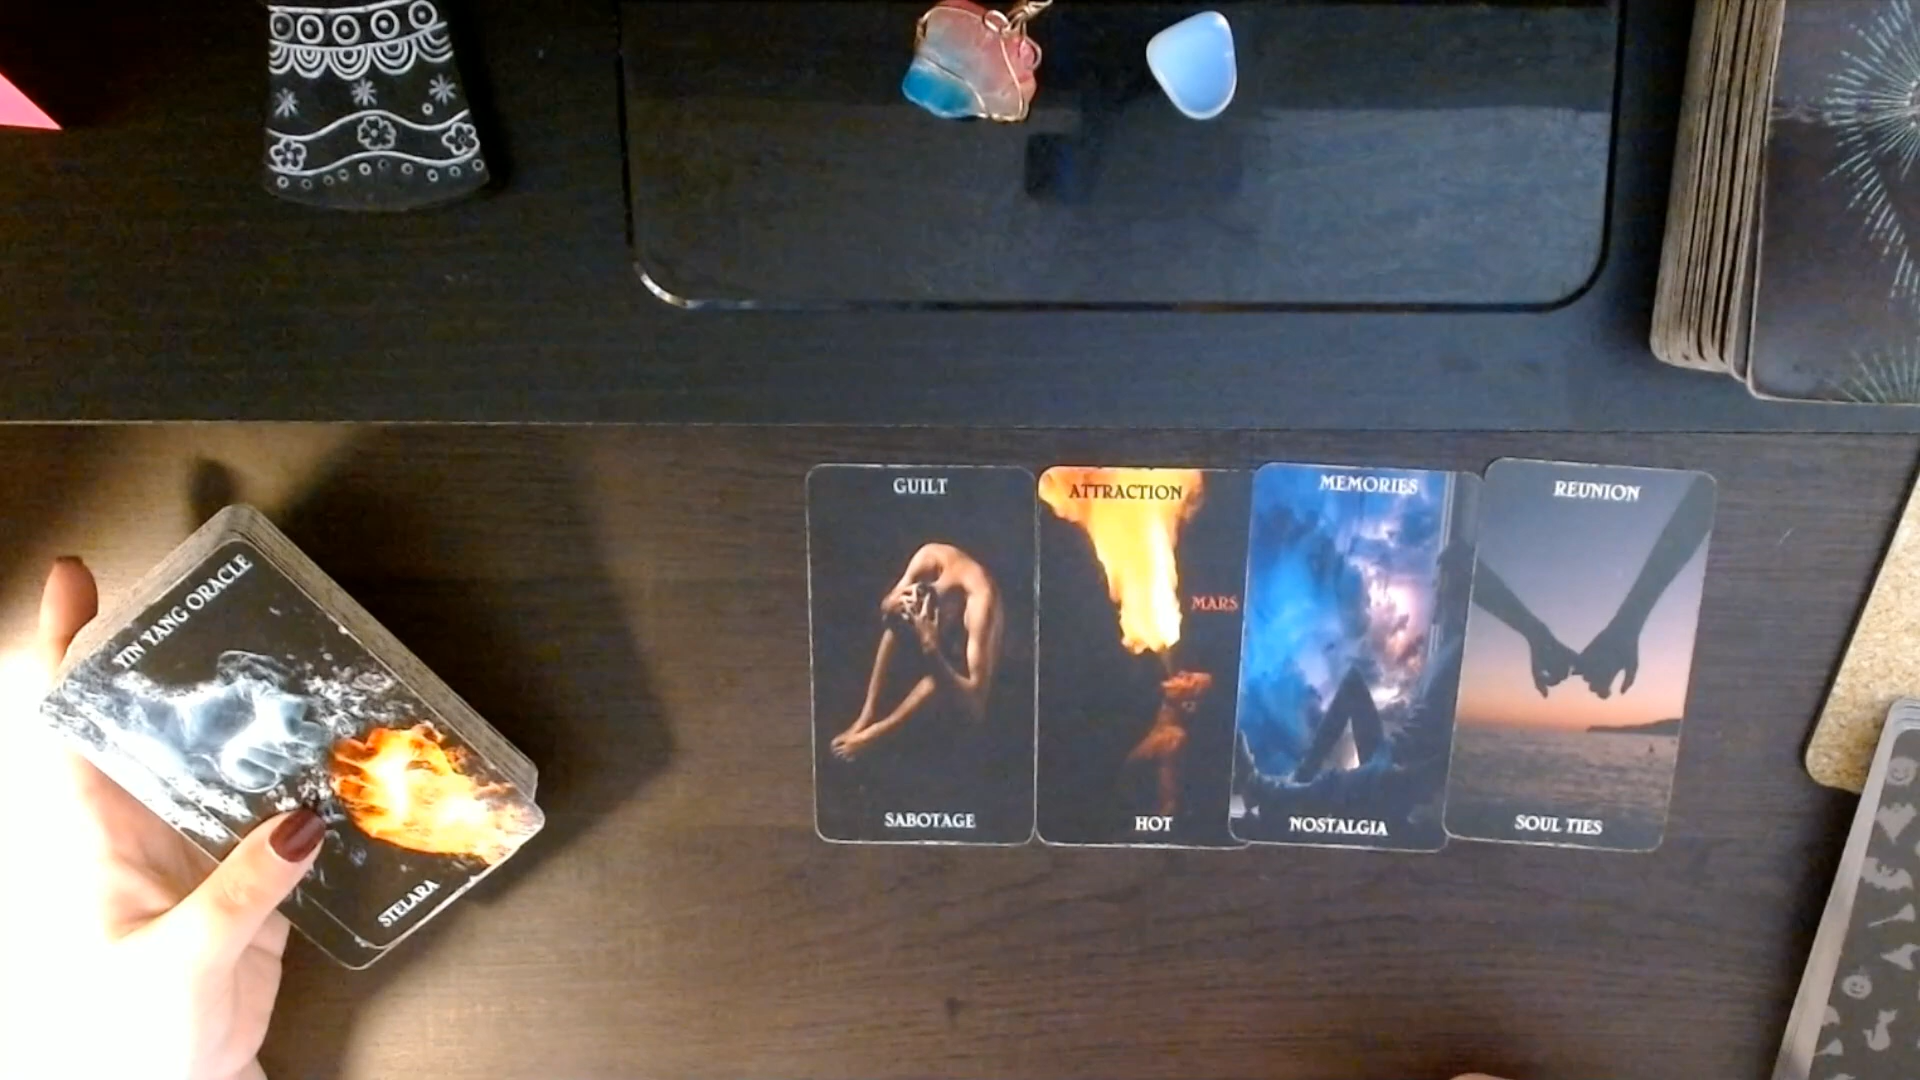 GUILT
SABOTAGE
ATTRACTION
MARS
HOT
MEMORIES
NOSTALGIA
REUNION
SOUL TIES
YIN YANG ORACLE
STELARA